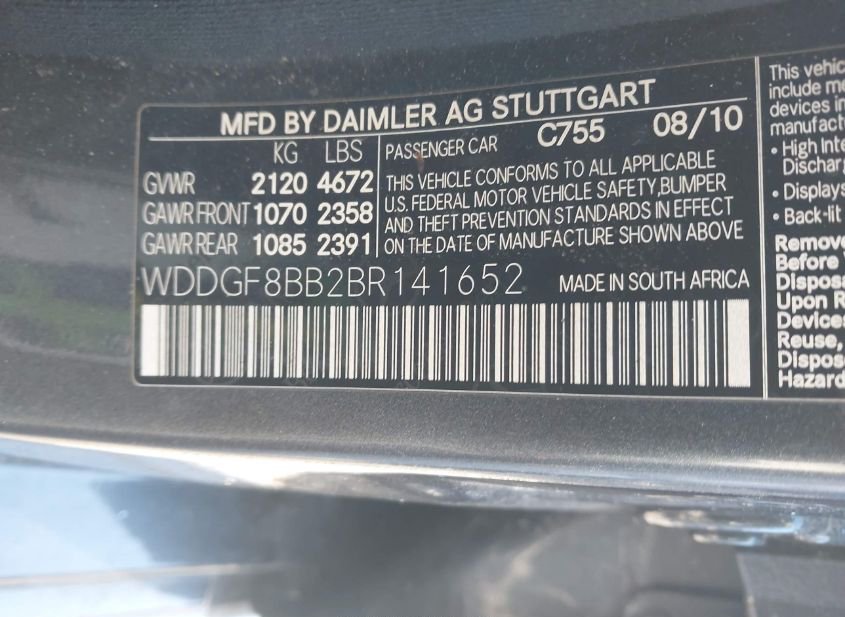 MFD BY DAIMLER AG STUTTGART
KG LBS
GVWR 2120 4672
GAWR FRONT 1070 2358
GAWR REAR 1085 2391
PASSENGER CAR C755 08/10
THIS VEHICLE CONFORMS TO ALL APPLICABLE
U.S. FEDERAL MOTOR VEHICLE SAFETY,BUMPER
AND THEFT PREVENTION STANDARDS IN EFFECT
ON THE DATE OF MANUFACTURE SHOWN ABOVE
WDDGF8BB2BR141652 MADE IN SOUTH AFRICA
This vehic
include me
devices in
manufact
• High Inte
Discharg
• Displays
• Back-lit
Remove
Before V
Disposa
Upon R
Devices
Reuse,
Dispos
Hazard